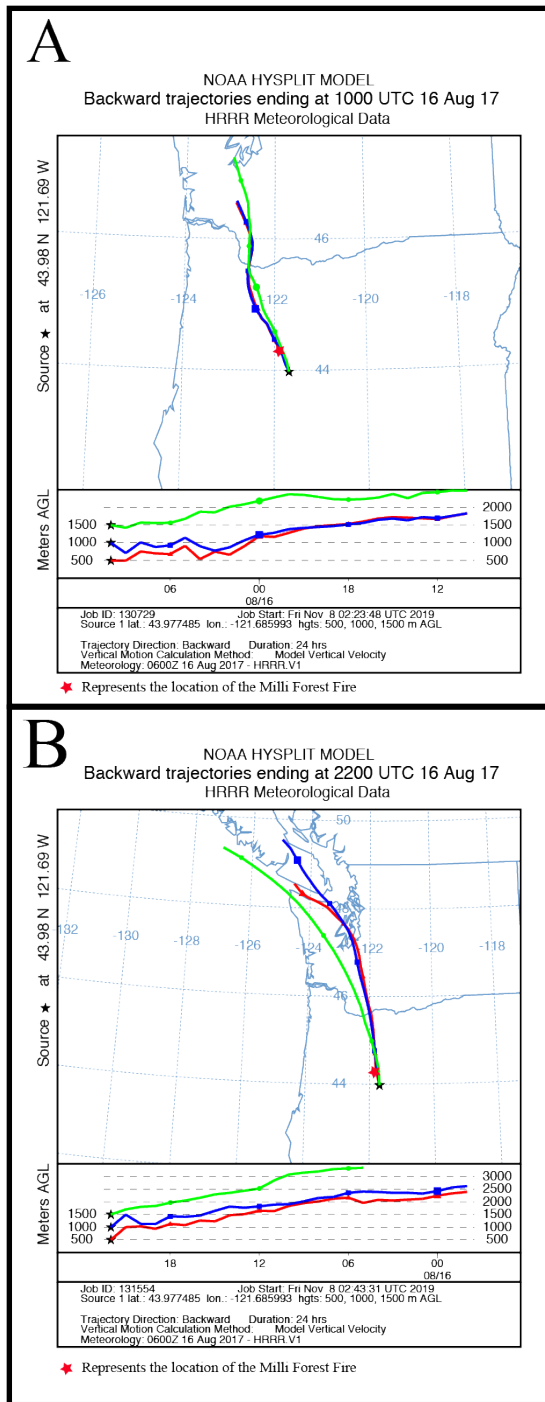 A
NOAA HYSPLIT MODEL
Backward trajectories ending at 1000 UTC 16 Aug 17
HRRR Meteorological Data
Source ★ at 43.98 N 121.69 W
46
-126 -124 -122 -120 -118
44
Meters AGL
2000
1500 1500
1000 1000
500 500
06 00 18 12
08/16
Job ID: 130729 Job Start: Fri Nov 8 02:23:48 UTC 2019
Source 1 lat.: 43.977485 lon.: -121.685993 hgts: 500, 1000, 1500 m AGL
Trajectory Direction: Backward Duration: 24 hrs
Vertical Motion Calculation Method: Model Vertical Velocity
Meteorology: 0600Z 16 Aug 2017 - HRRR.V1
Represents the location of the Milli Forest Fire
B
NOAA HYSPLIT MODEL
Backward trajectories ending at 2200 UTC 16 Aug 17
HRRR Meteorological Data
Source ★ at 43.98 N 121.69 W
50
48
-132 -130 -128 -126 -124 -122 -120 -118
46
44
Meters AGL
3000
2500
2000
1500 1500
1000 1000
500 500
18 12 06 00
08/16
Job ID: 131554 Job Start: Fri Nov 8 02:43:31 UTC 2019
Source 1 lat.: 43.977485 lon.: -121.685993 hgts: 500, 1000, 1500 m AGL
Trajectory Direction: Backward Duration: 24 hrs
Vertical Motion Calculation Method: Model Vertical Velocity
Meteorology: 0600Z 16 Aug 2017 - HRRR.V1
Represents the location of the Milli Forest Fire